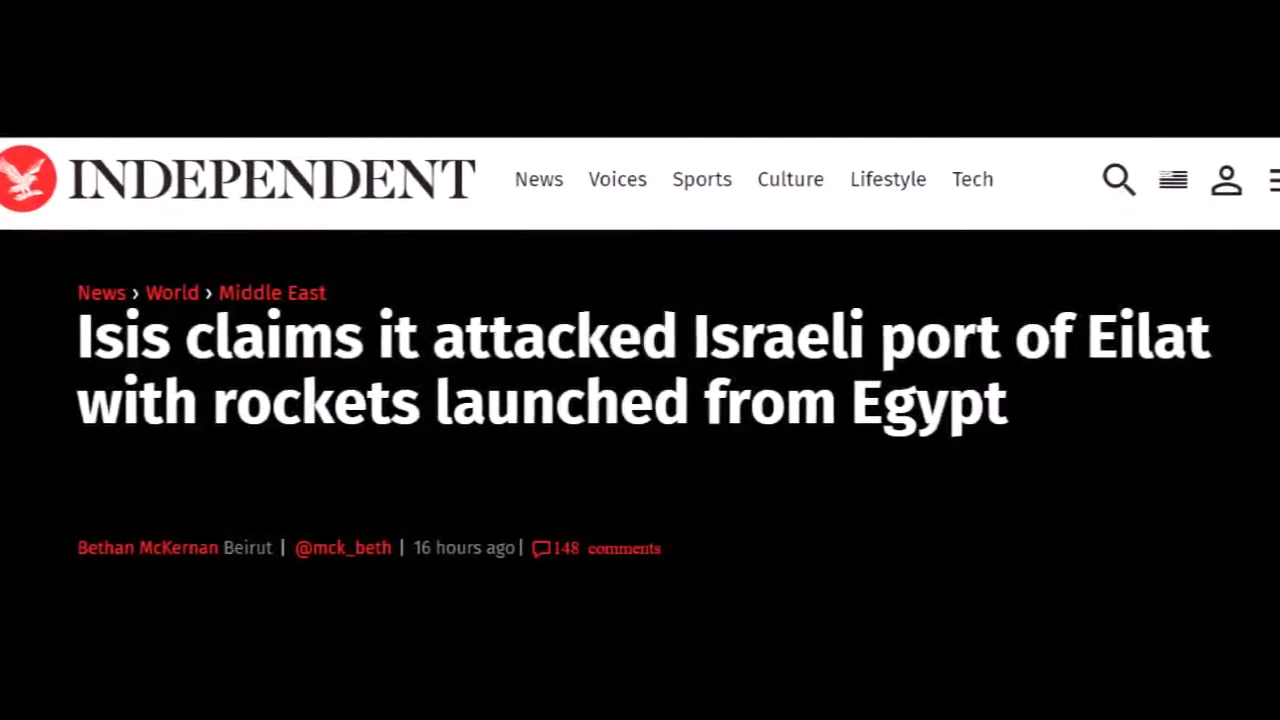 INDEPENDENT News Voices Sports Culture Lifestyle Tech
News › World › Middle East
Isis claims it attacked Israeli port of Eilat
with rockets launched from Egypt
Bethan McKernan Beirut | @mck_beth | 16 hours ago | 148 comments